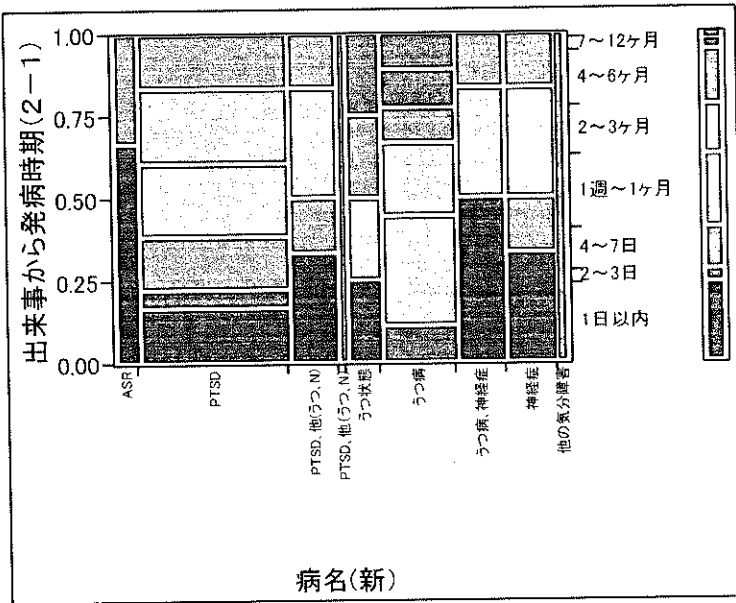 出来事から発病時期(2－1)
1.00
0.75
0.50
0.25
0.00
7～12ヶ月
4～6ヶ月
2～3ヶ月
1週～1ヶ月
4～7日
2～3日
1日以内
ASR
PTSD
PTSD、他(うつ、N)
PTSD、他(うつ、N)
うつ状態
うつ病
うつ病、神経症
神経症
他の気分障害
病名(新)